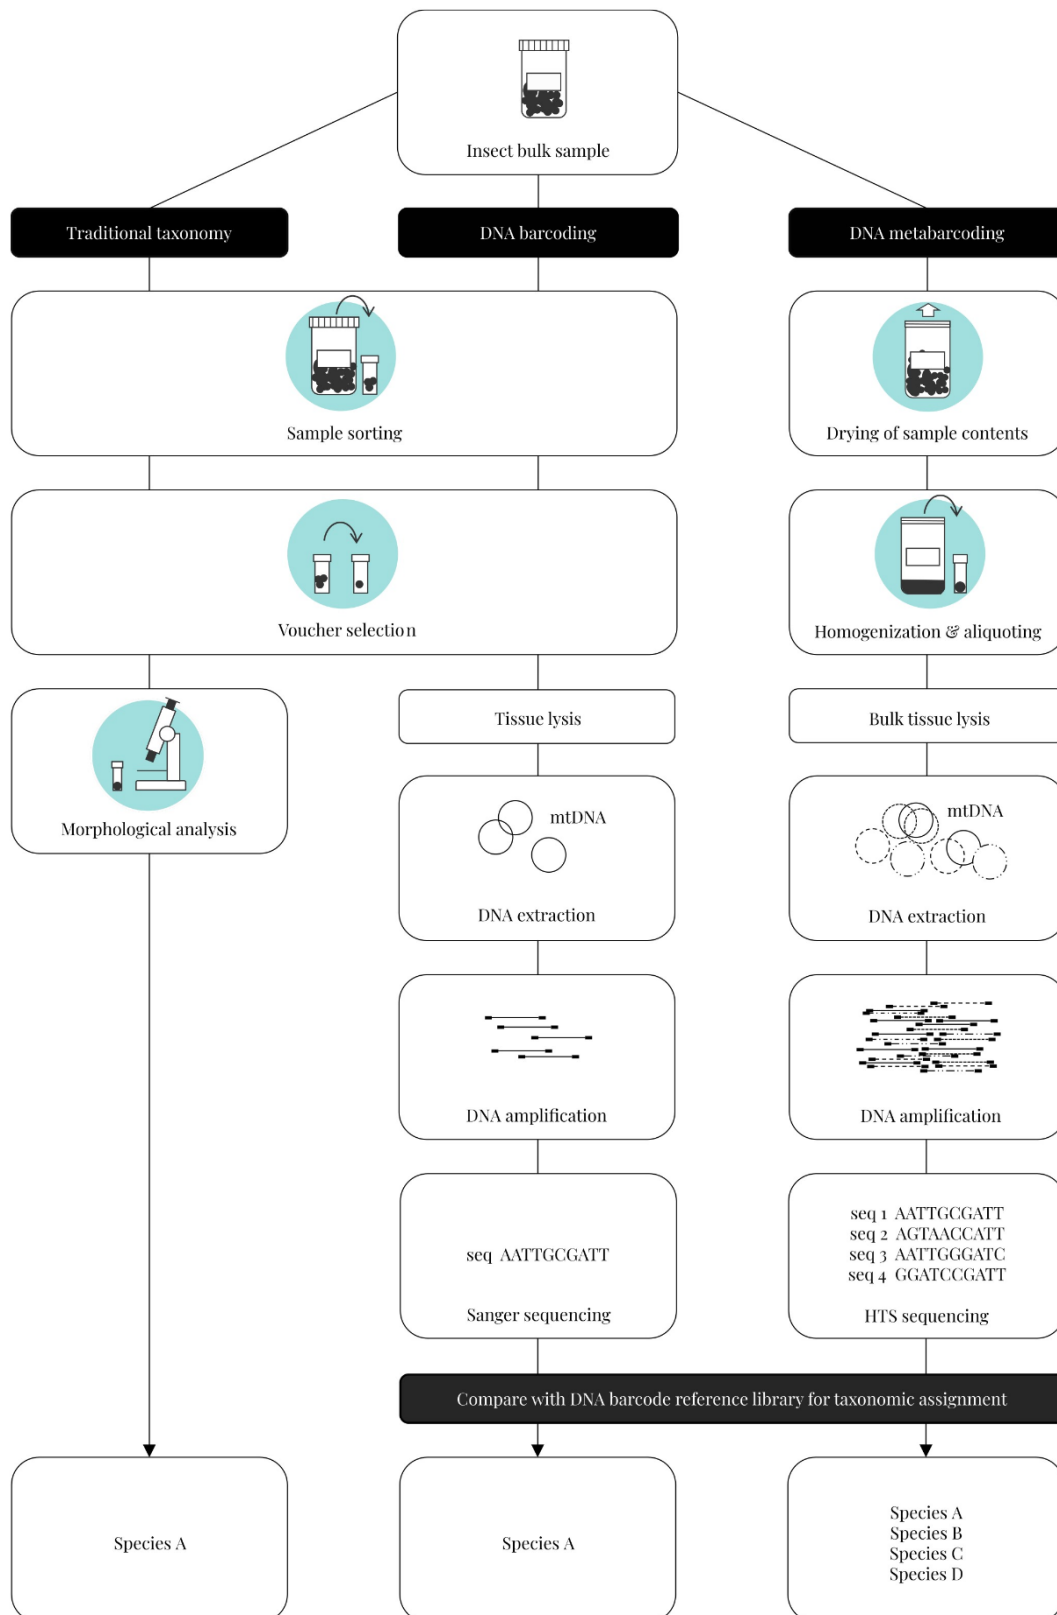 Insect bulk sample
Traditional taxonomy
DNA barcoding
DNA metabarcoding
Sample sorting
Drying of sample contents
Voucher selection
Homogenization & aliquoting
Morphological analysis
Tissue lysis
Bulk tissue lysis
mtDNA
DNA extraction
mtDNA
DNA extraction
DNA amplification
DNA amplification
seq AATTGCGATT
Sanger sequencing
seq 1 AATTGCGATT
seq 2 AGTAACCATT
seq 3 AATTGGGATC
seq 4 GGATCCGATT
HTS sequencing
Compare with DNA barcode reference library for taxonomic assignment
Species A
Species A
Species A
Species B
Species C
Species D